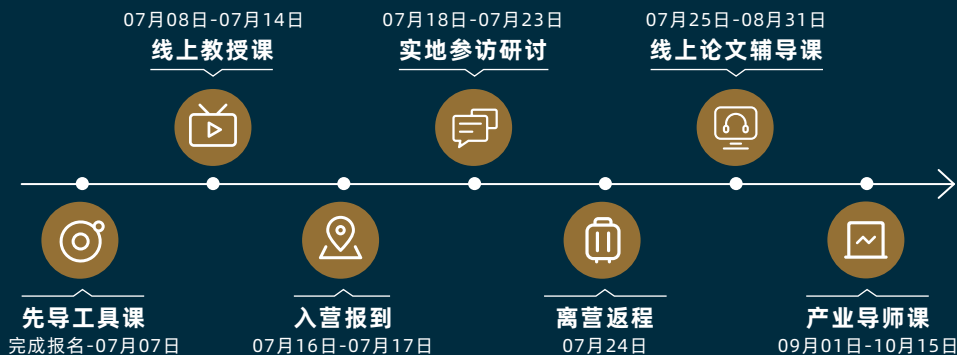 07月08日-07月14日
线上教授课
07月18日-07月23日
实地参访研讨
07月25日-08月31日
线上论文辅导课
先导工具课
完成报名-07月07日
入营报到
07月16日-07月17日
离营返程
07月24日
产业导师课
09月01日-10月15日